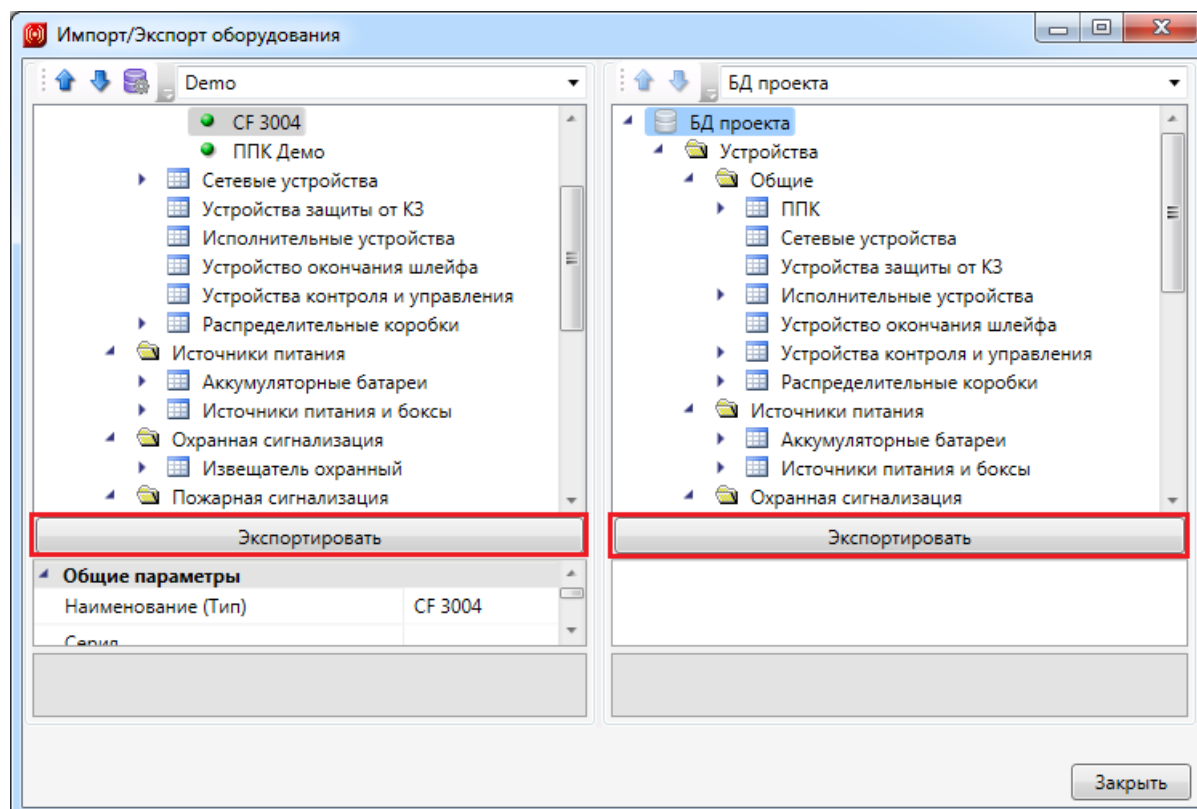 Импорт/Экспорт оборудования
Demo
CF 3004
ППК Демо
Сетевые устройства
Устройства защиты от КЗ
Исполнительные устройства
Устройство окончания шлейфа
Устройства контроля и управления
Распределительные коробки
Источники питания
Аккумуляторные батареи
Источники питания и боксы
Охранная сигнализация
Извещатель охранный
Пожарная сигнализация
Экспортировать
Общие параметры
Наименование (Тип) CF 3004
Серия
БД проекта
БД проекта
Устройства
Общие
ППК
Сетевые устройства
Устройства защиты от КЗ
Исполнительные устройства
Устройство окончания шлейфа
Устройства контроля и управления
Распределительные коробки
Источники питания
Аккумуляторные батареи
Источники питания и боксы
Охранная сигнализация
Экспортировать
Закрыть